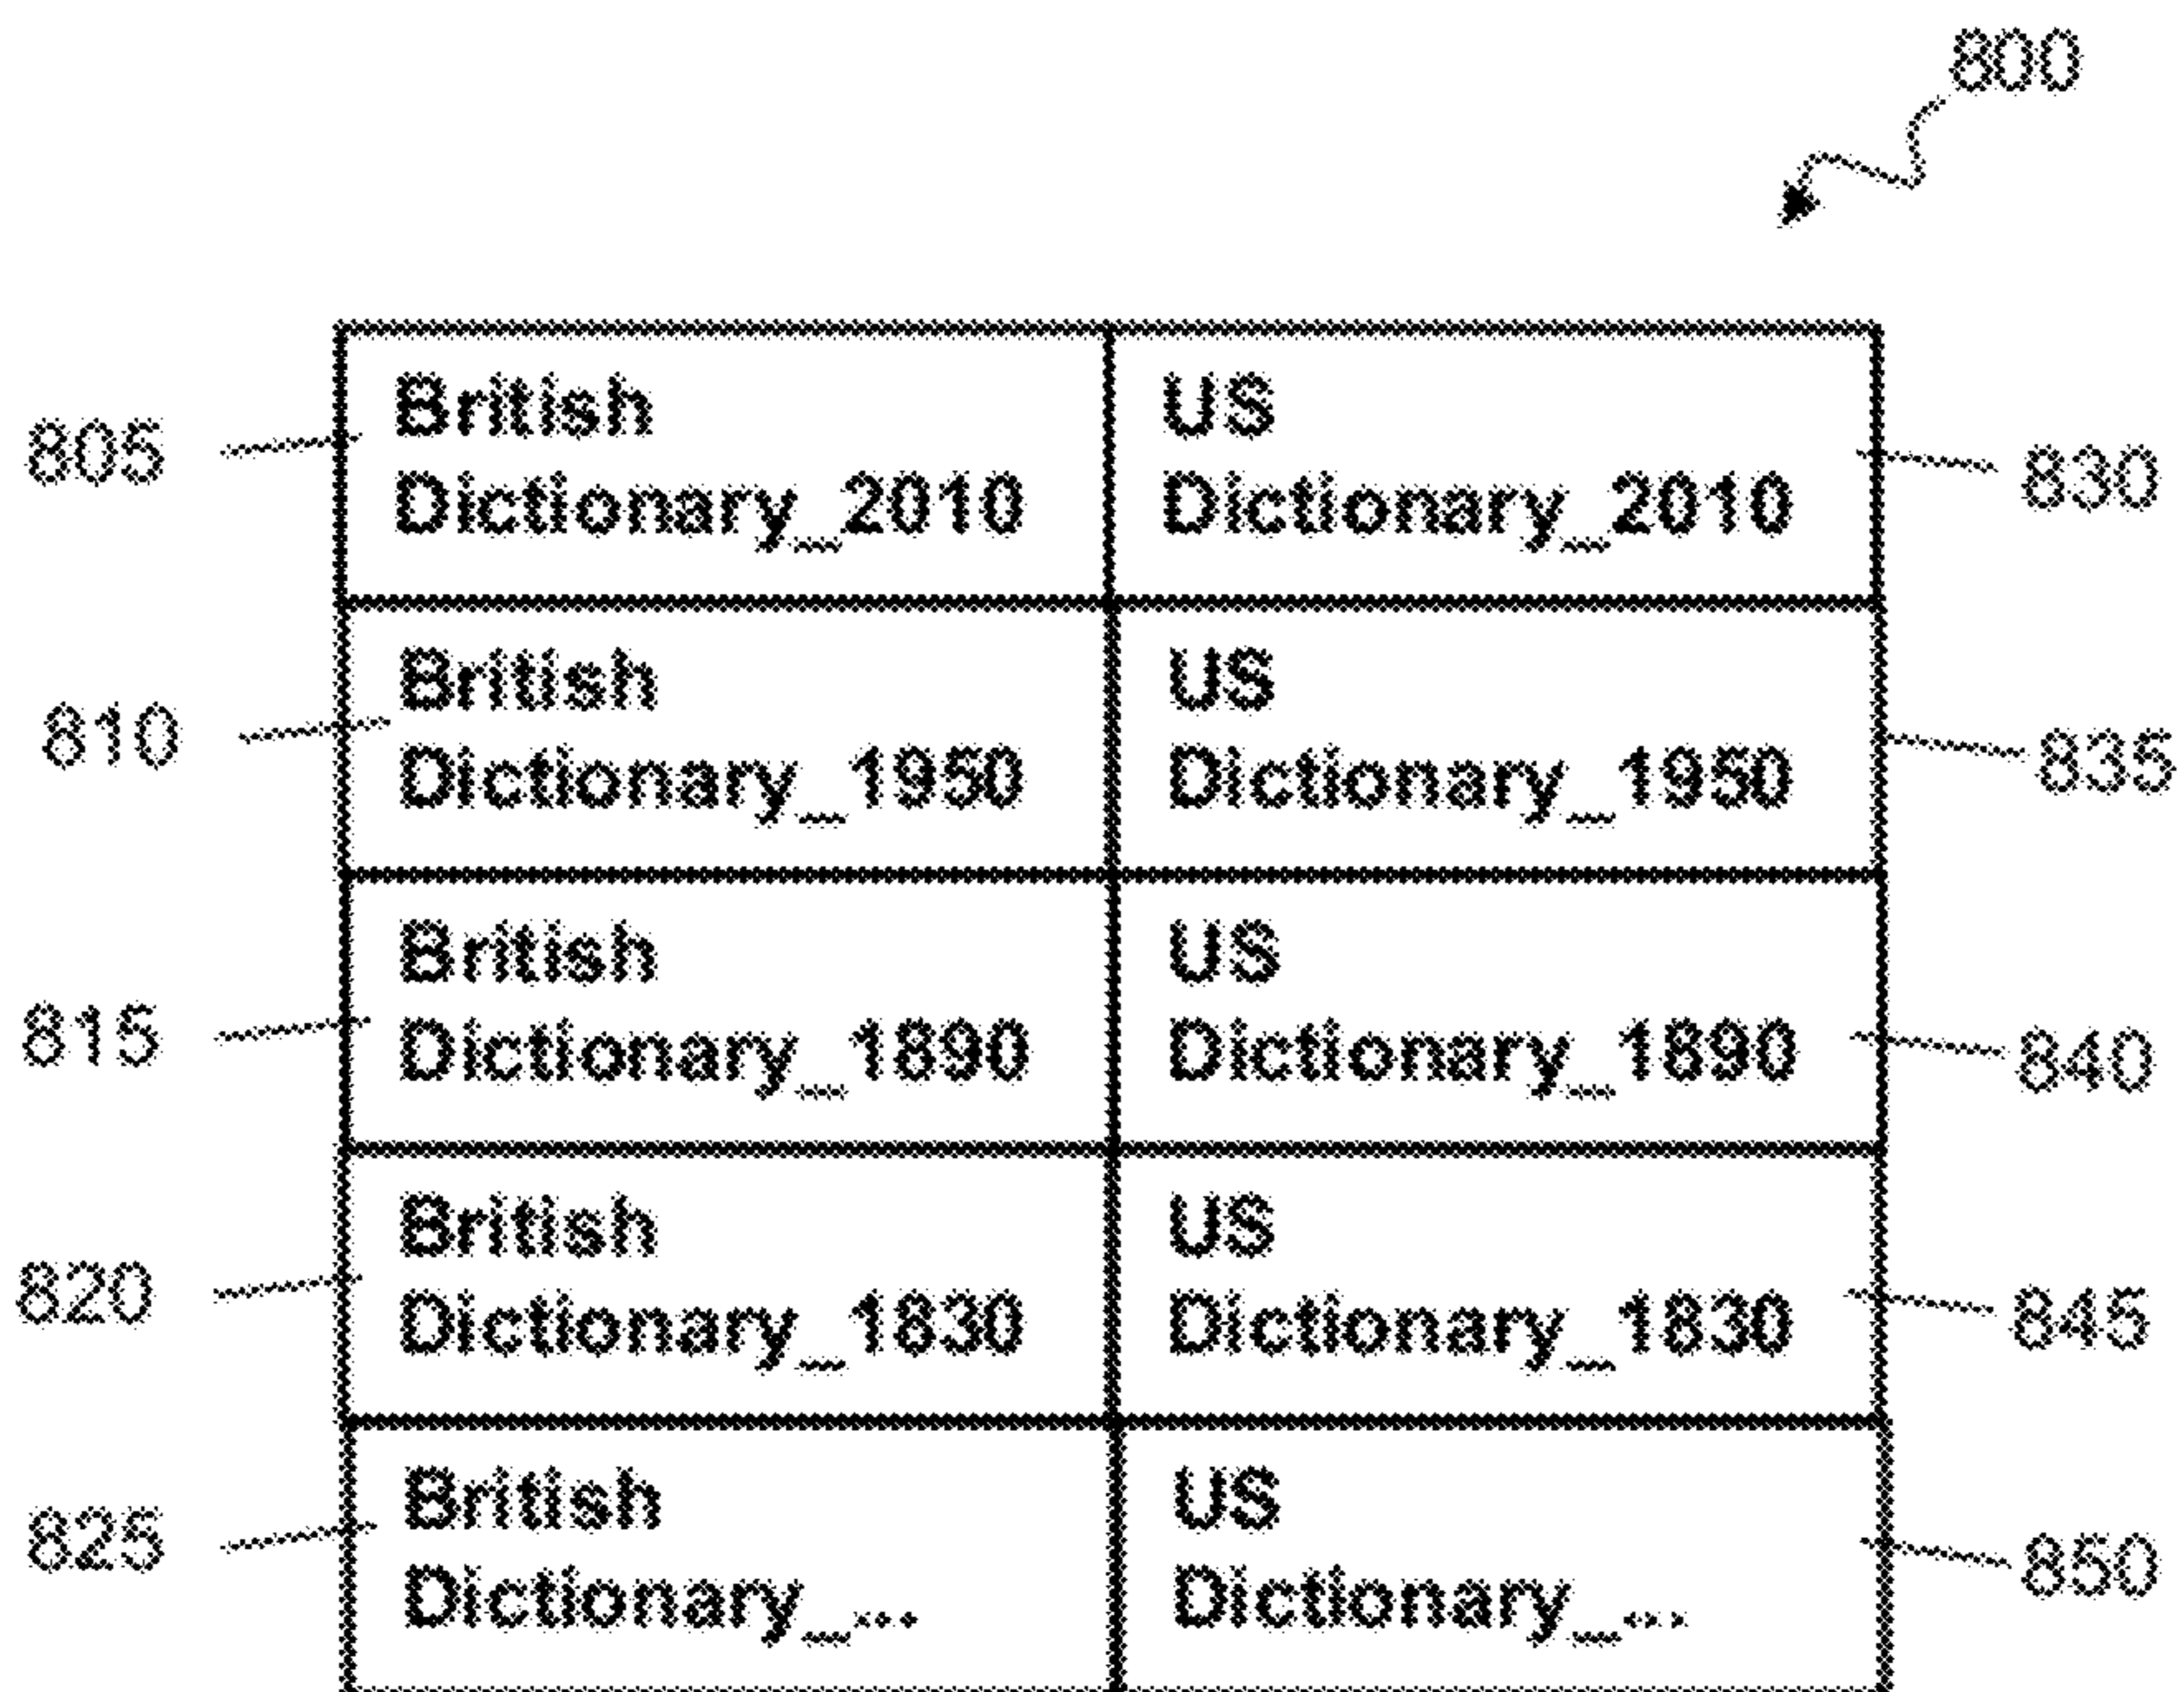 800
805
British
Dictionary_2010
US
Dictionary_2010
830
810
British
Dictionary_1950
US
Dictionary_1950
835
815
British
Dictionary_1890
US
Dictionary_1890
840
820
British
Dictionary_1830
US
Dictionary_1830
845
825
British
Dictionary_...
US
Dictionary_...
850